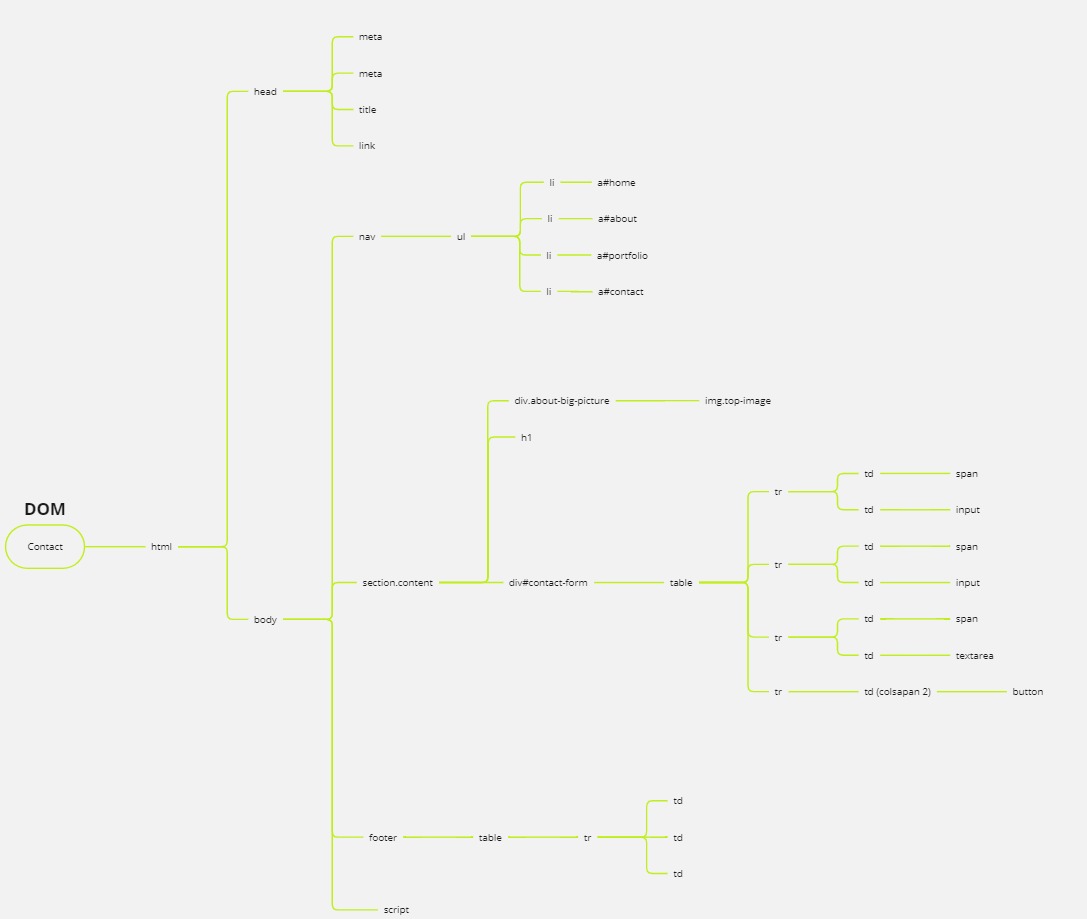 meta
meta
head
title
link
li a#home
li a#about
nav ul
li a#portfolio
li a#contact
div.about-big-picture img.top-image
h1
td span
tr
DOM
td input
Contact html
td span
tr
section.content div#contact-form table
td input
body
td span
tr
td textarea
tr td (colsapan 2) button
td
footer table tr td
td
script